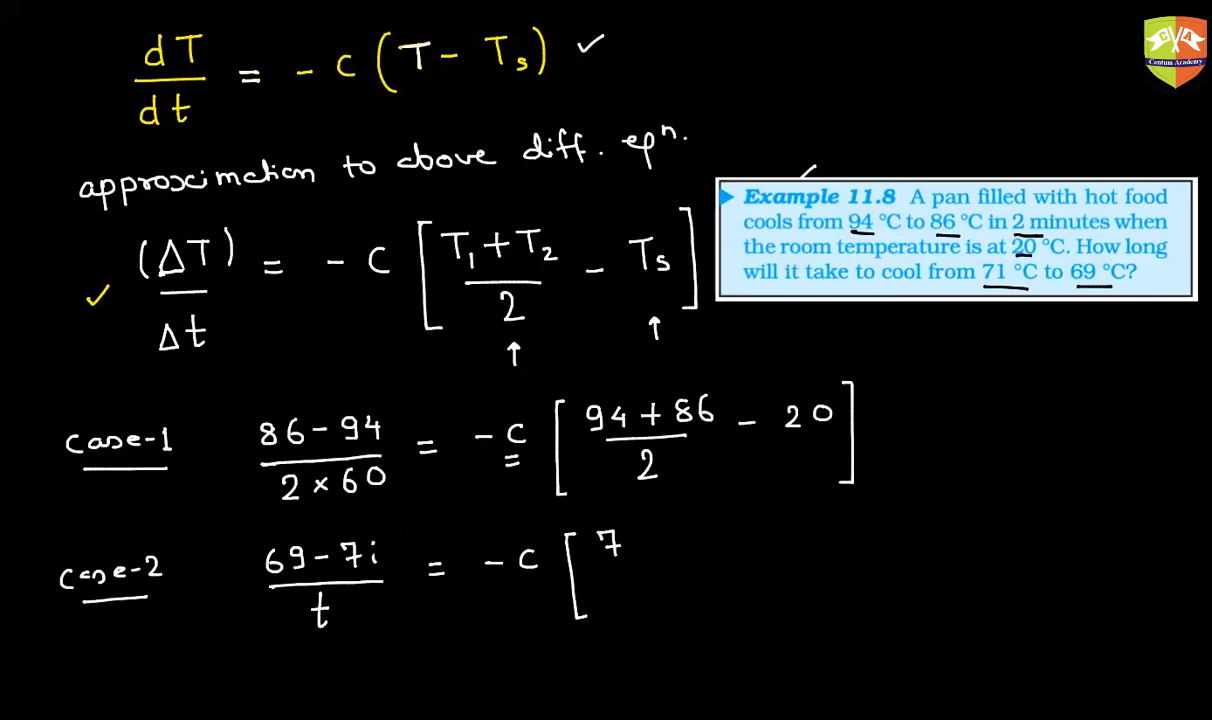 dT/dt = - c (T - Ts) ✓
CA
Centum Academy
approximation to above diff. eqn.
Example 11.8 A pan filled with hot food
cools from 94 °C to 86 °C in 2 minutes when
the room temperature is at 20 °C. How long
will it take to cool from 71 °C to 69 °C?
✓ (ΔT)/Δt = - c [(T1+T2)/2 - Ts]
case-1 (86-94)/(2×60) = - c [(94+86)/2 - 20]
case-2 (69-71)/t = - c [ 7